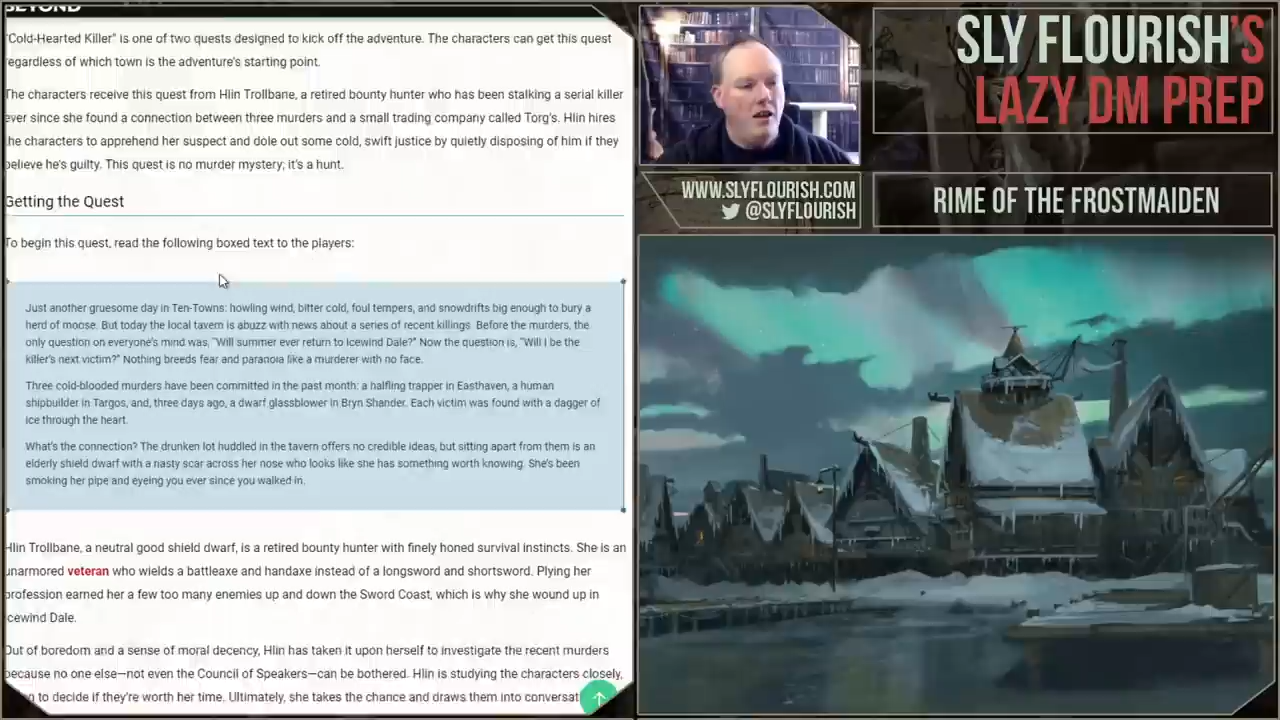 BEYOND
"Cold-Hearted Killer" is one of two quests designed to kick off the adventure. The characters can get this quest
regardless of which town is the adventure's starting point.
The characters receive this quest from Hlin Trollbane, a retired bounty hunter who has been stalking a serial killer
ever since she found a connection between three murders and a small trading company called Torg's. Hlin hires
the characters to apprehend her suspect and dole out some cold, swift justice by quietly disposing of him if they
believe he's guilty. This quest is no murder mystery; it's a hunt.
Getting the Quest
To begin this quest, read the following boxed text to the players:
Just another gruesome day in Ten-Towns: howling wind, bitter cold, foul tempers, and snowdrifts big enough to bury a
herd of moose. But today the local tavern is abuzz with news about a series of recent killings. Before the murders, the
only question on everyone's mind was, "Will summer ever return to Icewind Dale?" Now the question is, "Will I be the
killer's next victim?" Nothing breeds fear and paranoia like a murderer with no face.
Three cold-blooded murders have been committed in the past month: a halfling trapper in Easthaven, a human
shipbuilder in Targos, and, three days ago, a dwarf glassblower in Bryn Shander. Each victim was found with a dagger of
ice through the heart.
What's the connection? The drunken lot huddled in the tavern offers no credible ideas, but sitting apart from them is an
elderly shield dwarf with a nasty scar across her nose who looks like she has something worth knowing. She's been
smoking her pipe and eyeing you ever since you walked in.
Hlin Trollbane, a neutral good shield dwarf, is a retired bounty hunter with finely honed survival instincts. She is an
unarmored veteran who wields a battleaxe and handaxe instead of a longsword and shortsword. Plying her
profession earned her a few too many enemies up and down the Sword Coast, which is why she wound up in
Icewind Dale.
Out of boredom and a sense of moral decency, Hlin has taken it upon herself to investigate the recent murders
because no one else—not even the Council of Speakers—can be bothered. Hlin is studying the characters closely,
to decide if they're worth her time. Ultimately, she takes the chance and draws them into
SLY FLOURISH'S
LAZY DM PREP
WWW.SLYFLOURISH.COM
@SLYFLOURISH
RIME OF THE FROSTMAIDEN